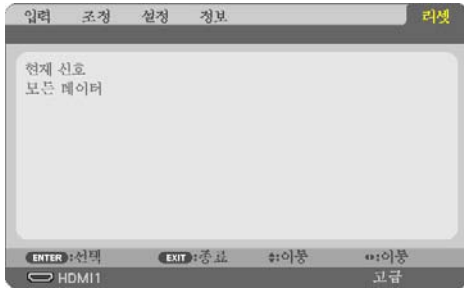 입력 조정 설정 정보 리셋
현재 신호
모든 데이터
ENTER :선택 EXIT :종료 :이동 :이동
HDMI1 고급